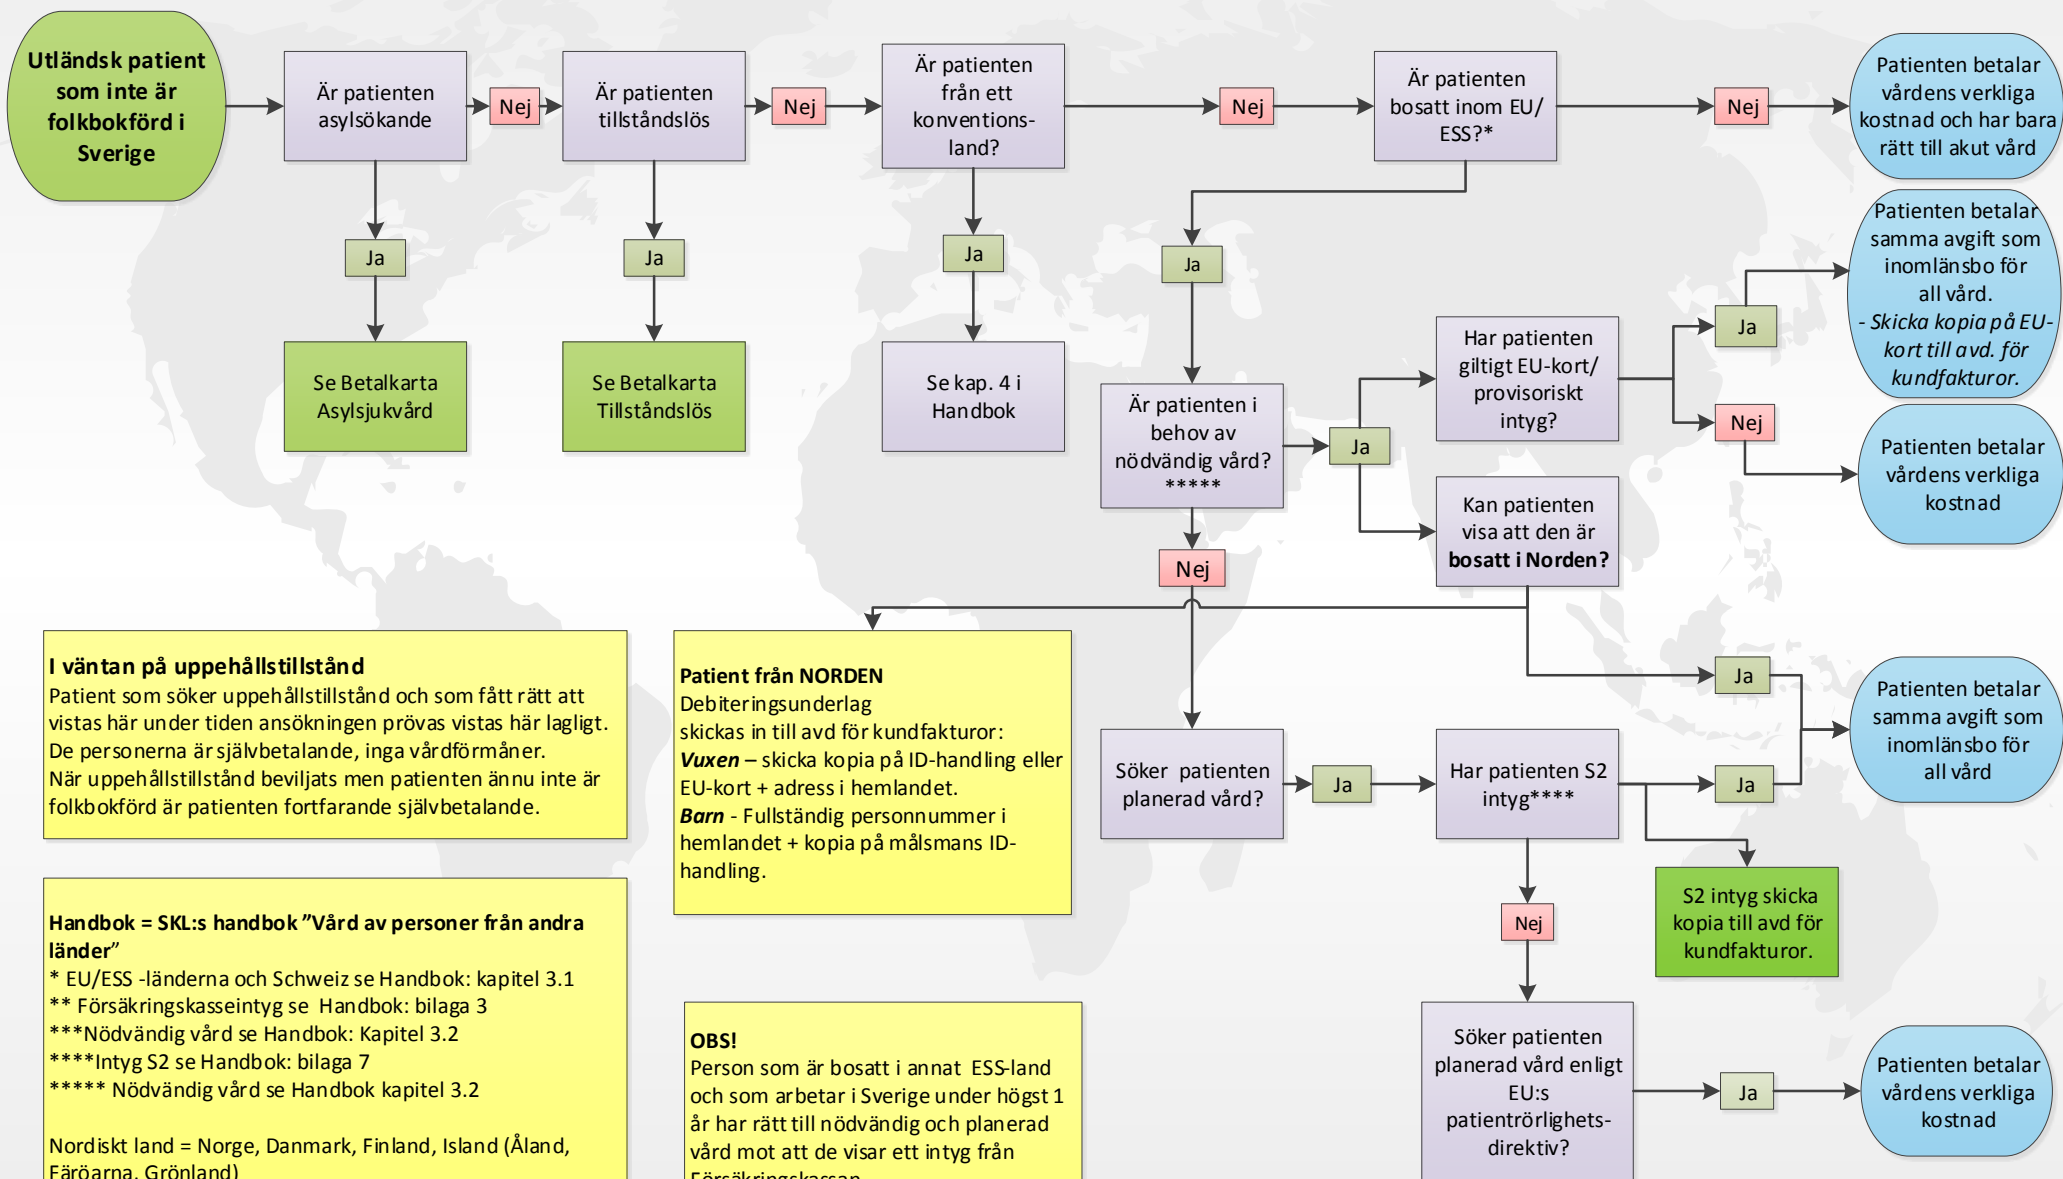 Utländsk patient
som inte är
folkbokförd i
Sverige
Är patienten
asylsökande
Nej
Är patienten
tillståndslös
Nej
Är patienten
från ett
konventions-
land?
Nej
Är patienten
bosatt inom EU/
ESS?*
Nej
Patienten betalar
vårdens verkliga
kostnad och har bara
rätt till akut vård
Ja
Ja
Ja
Ja
Se Betalkarta
Asylsjukvård
Se Betalkarta
Tillståndslös
Se kap. 4 i
Handbok
Är patienten i
behov av
nödvändig vård?
*****
Ja
Har patienten
giltigt EU-kort/
provisoriskt
intyg?
Ja
Patienten betalar
samma avgift som
inomlänsbo för
all vård.
- Skicka kopia på EU-
kort till avd. för
kundfakturor.
Nej
Patienten betalar
vårdens verkliga
kostnad
Kan patienten
visa att den är
bosatt i Norden?
Nej
Ja
Söker patienten
planerad vård?
Ja
Har patienten S2
intyg****
Ja
Patienten betalar
samma avgift som
inomlänsbo för
all vård
S2 intyg skicka
kopia till avd för
kundfakturor.
Nej
Söker patienten
planerad vård enligt
EU:s
patientrörlighets-
direktiv?
Ja
Patienten betalar
vårdens verkliga
kostnad
I väntan på uppehållstillstånd
Patient som söker uppehållstillstånd och som fått rätt att
vistas här under tiden ansökningen prövas vistas här lagligt.
De personerna är självbetalande, inga vårdförmåner.
När uppehållstillstånd beviljats men patienten ännu inte är
folkbokförd är patienten fortfarande självbetalande.
Patient från NORDEN
Debiteringsunderlag
skickas in till avd för kundfakturor:
Vuxen – skicka kopia på ID-handling eller
EU-kort + adress i hemlandet.
Barn - Fullständig personnummer i
hemlandet + kopia på målsmans ID-
handling.
Handbok = SKL:s handbok ”Vård av personer från andra
länder”
* EU/ESS -länderna och Schweiz se Handbok: kapitel 3.1
** Försäkringskasseintyg se Handbok: bilaga 3
***Nödvändig vård se Handbok: Kapitel 3.2
****Intyg S2 se Handbok: bilaga 7
***** Nödvändig vård se Handbok kapitel 3.2
Nordiskt land = Norge, Danmark, Finland, Island (Åland,
Färöarna, Grönland)
OBS!
Person som är bosatt i annat ESS-land
och som arbetar i Sverige under högst 1
år har rätt till nödvändig och planerad
vård mot att de visar ett intyg från
Försäkringskassan